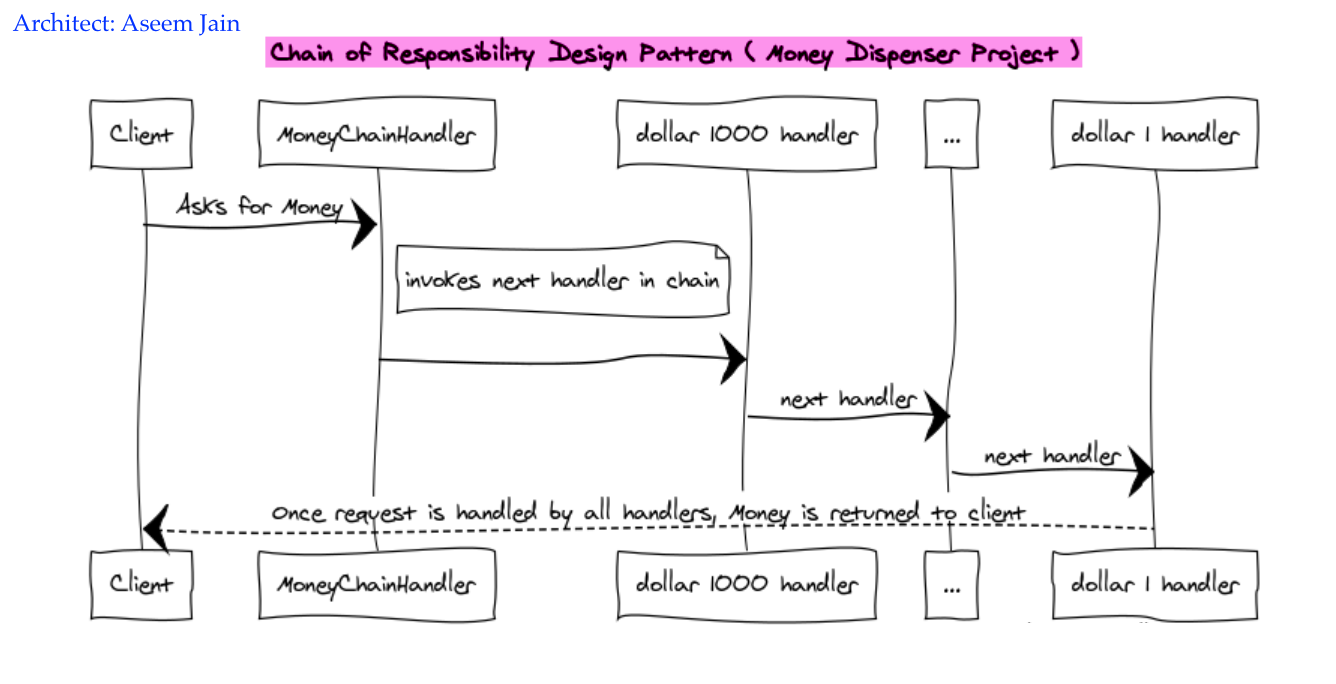 Architect: Aseem Jain
Chain of Responsibility Design Pattern ( Money Dispenser Project )
Client
MoneyChainHandler
dollar 1000 handler
...
dollar 1 handler
Asks for Money
invokes next handler in chain
next handler
next handler
Once request is handled by all handlers, Money is returned to client
Client
MoneyChainHandler
dollar 1000 handler
...
dollar 1 handler